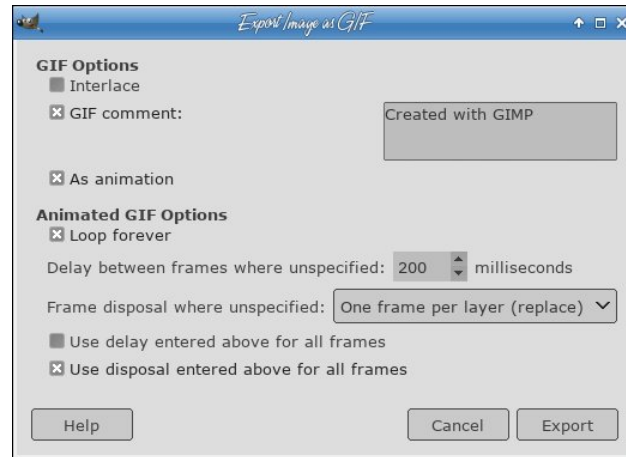 Export Image as GIF
GIF Options
Interlace
GIF comment:
Created with GIMP
As animation
Animated GIF Options
Loop forever
Delay between frames where unspecified: 200 milliseconds
Frame disposal where unspecified: One frame per layer (replace)
Use delay entered above for all frames
Use disposal entered above for all frames
Help Cancel Export